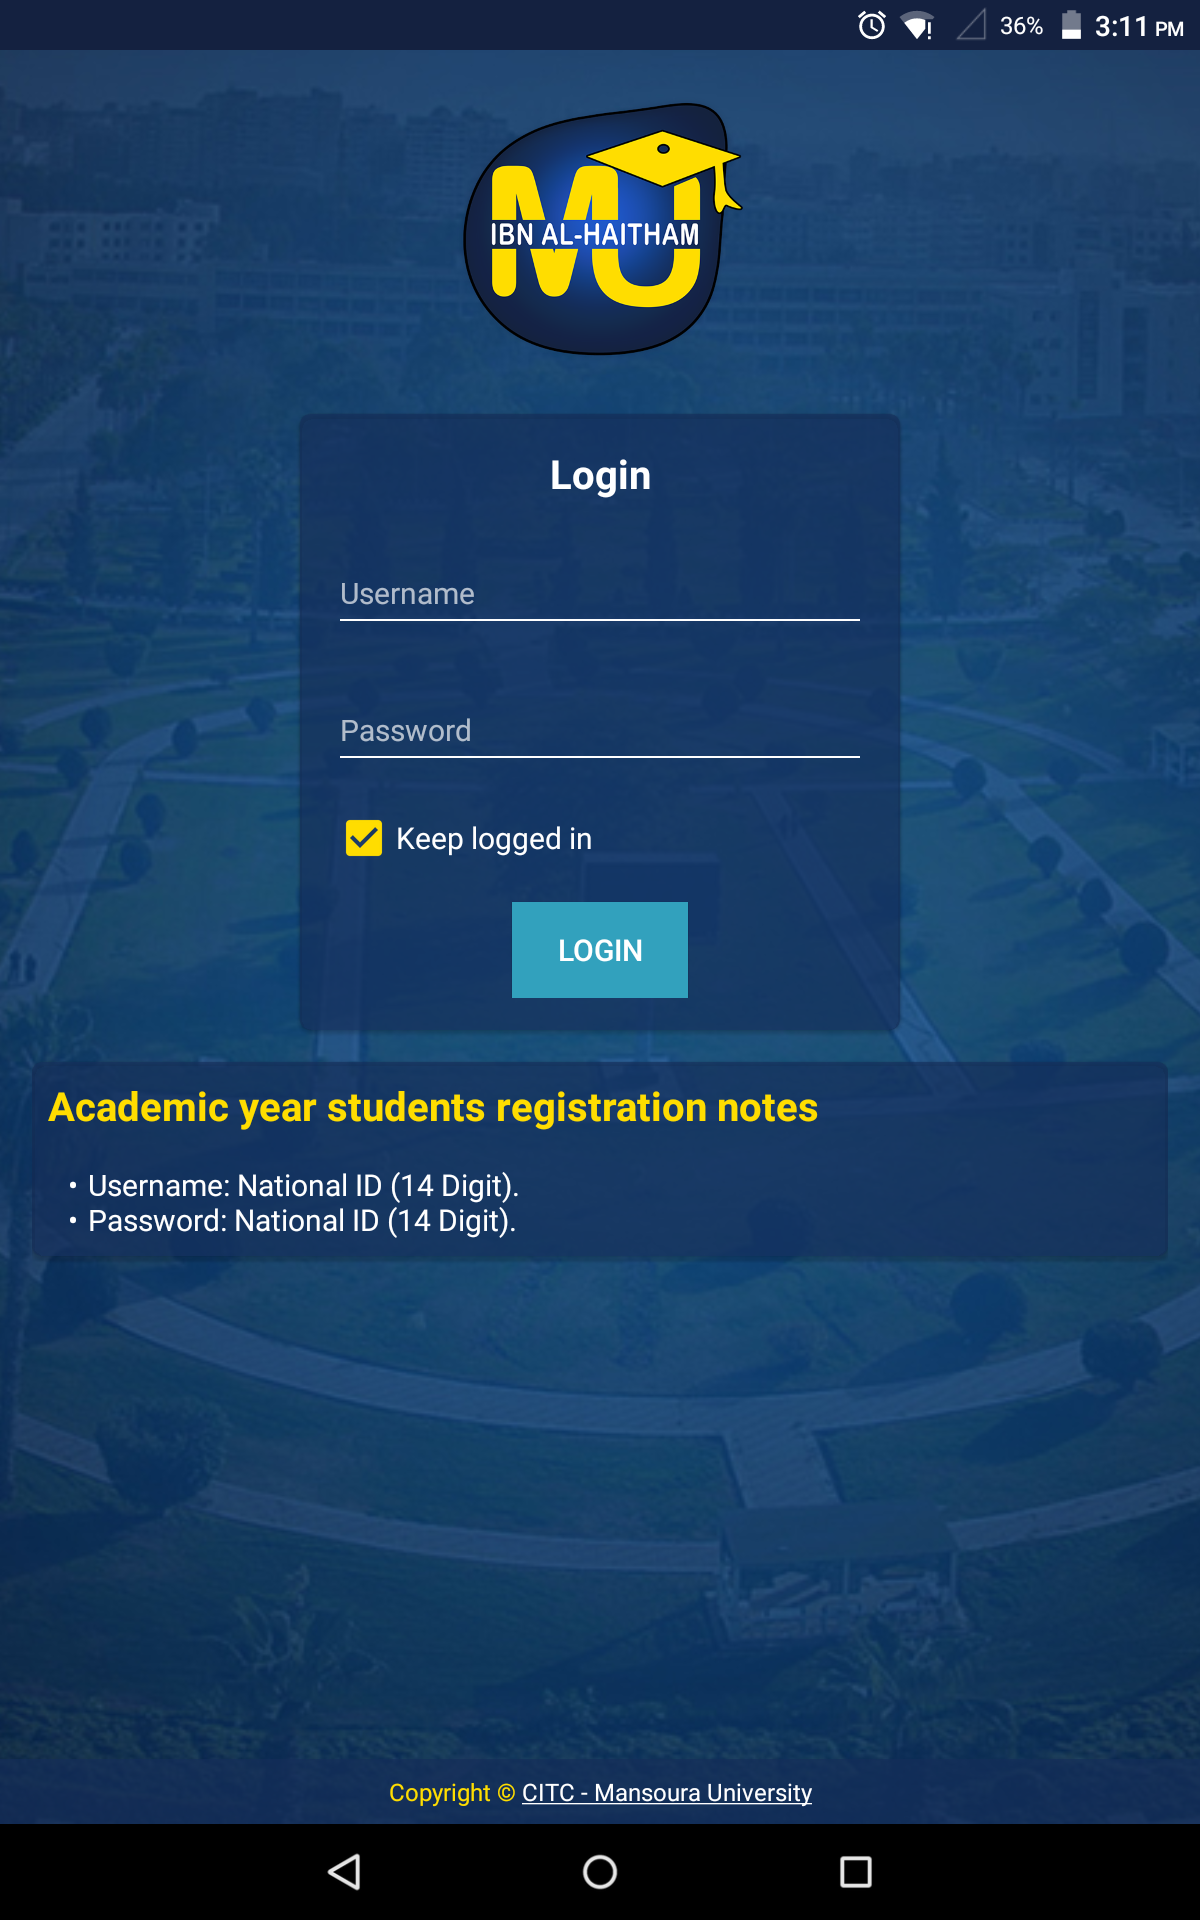 36% 3:11 PM
MU
IBN AL-HAITHAM
Login
Username
Password
Keep logged in
LOGIN
Academic year students registration notes
• Username: National ID (14 Digit).
• Password: National ID (14 Digit).
Copyright © CITC - Mansoura University